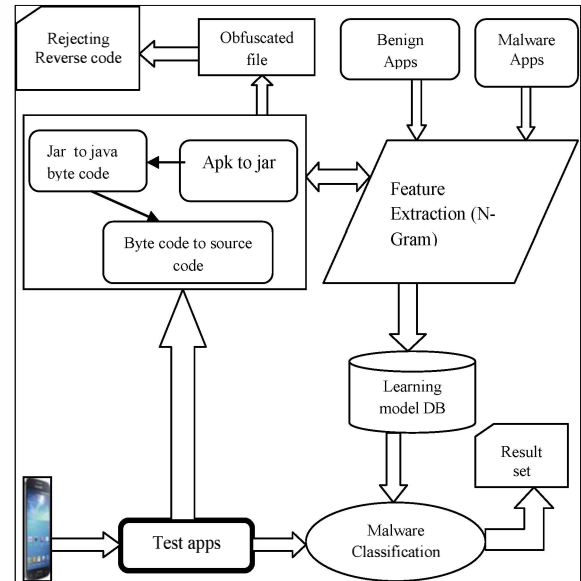 Rejecting
Reverse code
Obfuscated
file
Benign
Apps
Malware
Apps
Jar to java
byte code
Apk to jar
Byte code to source
code
Feature
Extraction (N-
Gram)
Learning
model DB
Result
set
Test apps
Malware
Classification